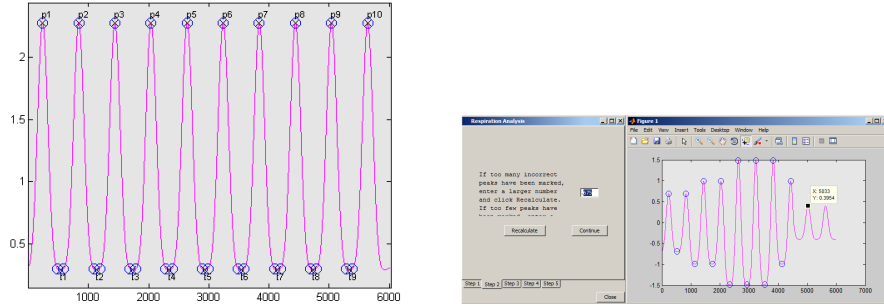 p1 p2 p3 p4 p5 p6 p7 p8 p9 p10
2
1.5
1
0.5
t1 t2 t3 t4 t5 t6 t7 t8 t9
1000 2000 3000 4000 5000 6000
Respiration Analysis
If too many incorrect
peaks have been marked,
enter a larger number
and click Recalculate.
If too few peaks have
Recalculate Continue
Step 1 Step 2 Step 3 Step 4 Step 5
Close
Figure 1
File Edit View Insert Tools Desktop Window Help
1.5
1
0.5
0
-0.5
-1
-1.5
X: 5033
Y: 0.3954
0 1000 2000 3000 4000 5000 6000 7000